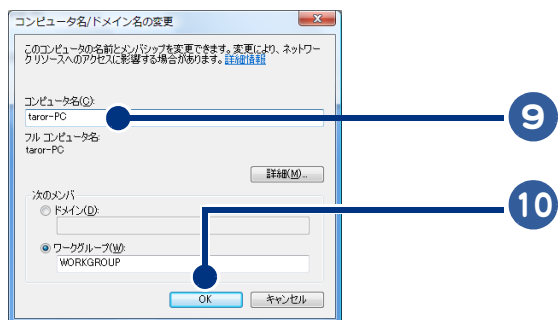 コンピュータ名/ドメイン名の変更
このコンピュータの名前とメンバシップを変更できます。変更により、ネットワー
ク リソースへのアクセスに影響する場合があります。詳細情報
コンピュータ名(C):
taror-PC
9
フル コンピュータ名:
taror-PC
詳細(M)...
次のメンバ
ドメイン(D):
10
ワークグループ(W):
WORKGROUP
OK
キャンセル